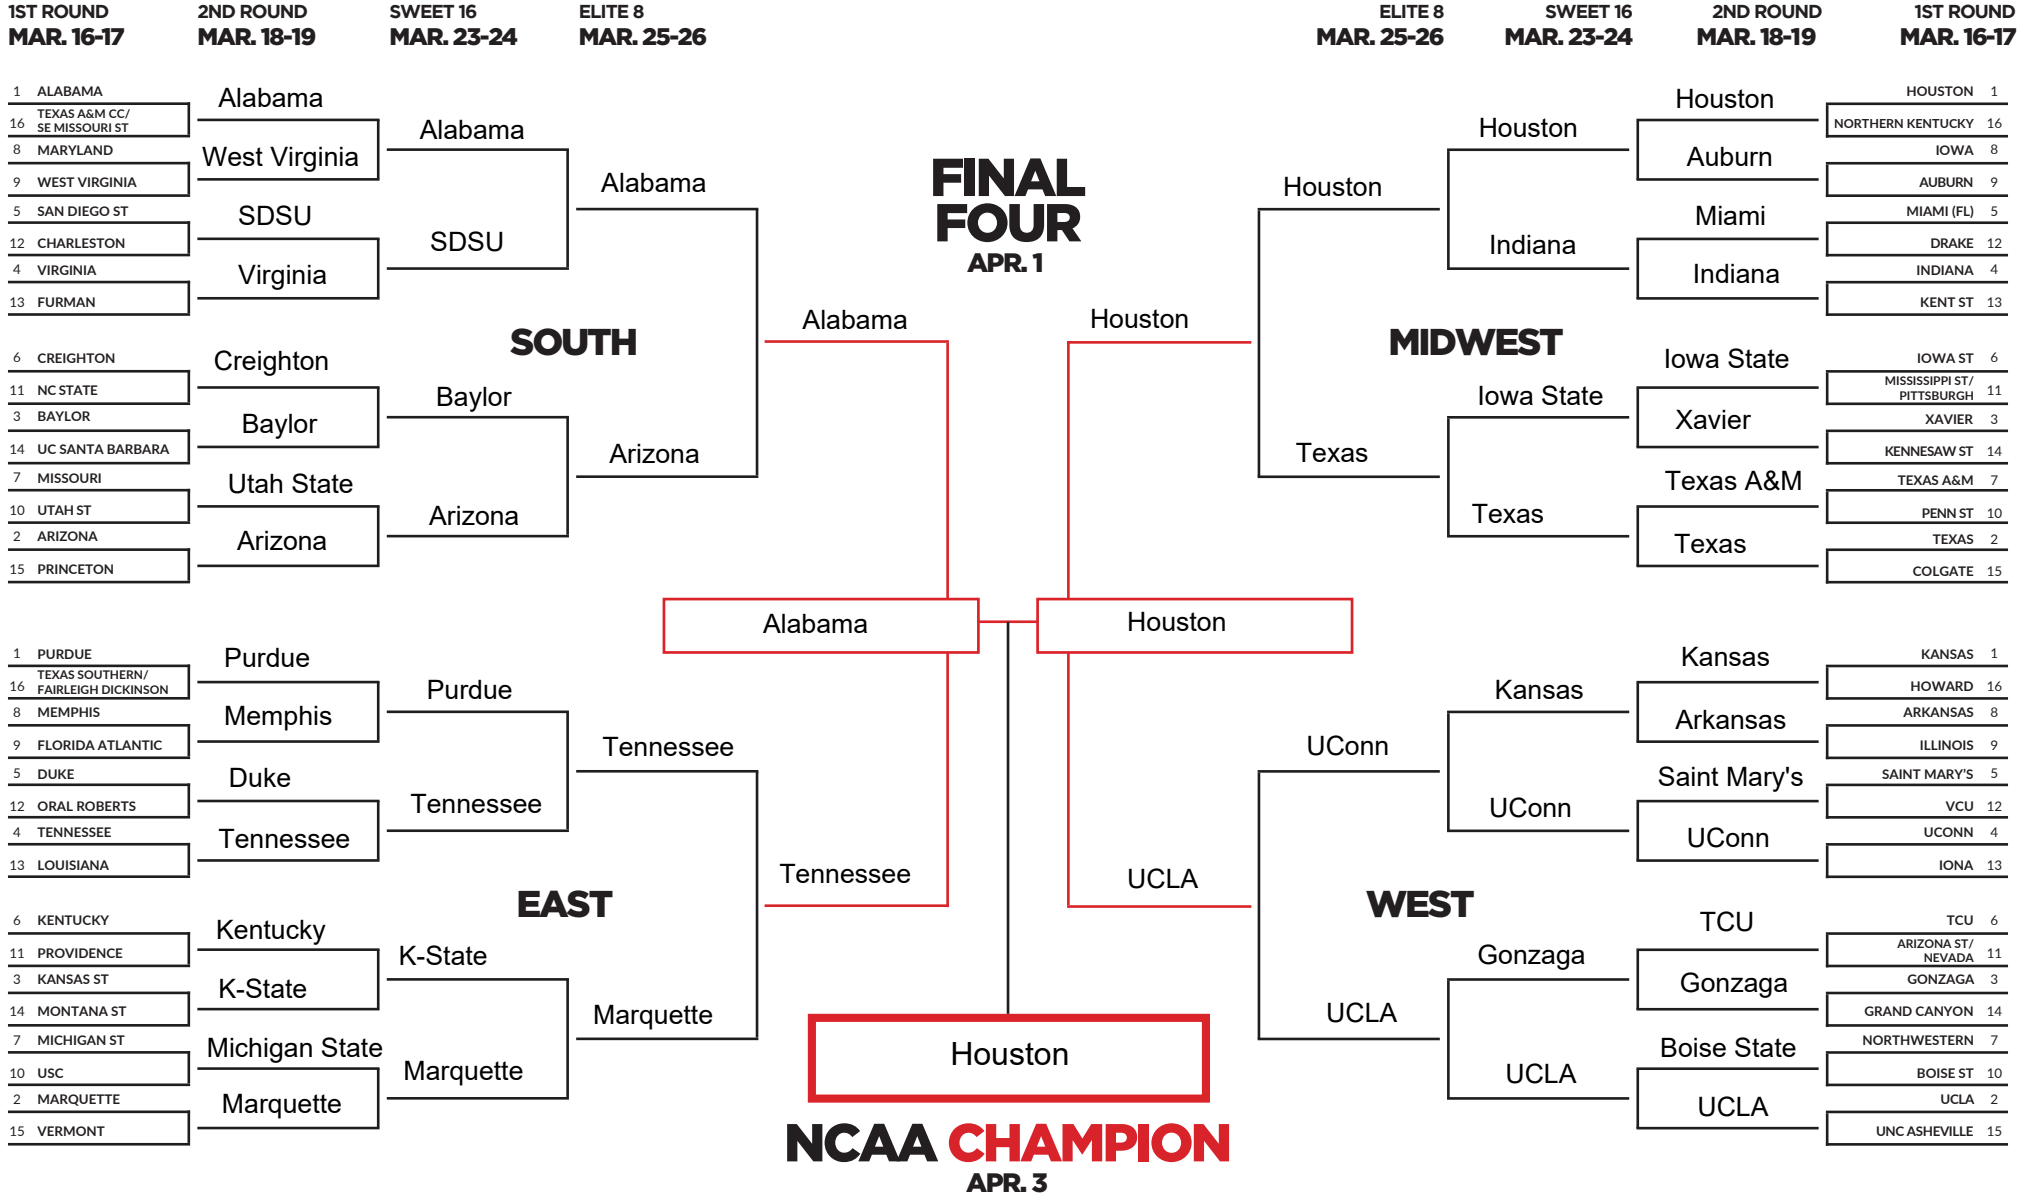 1ST ROUND
MAR. 16-17
2ND ROUND
MAR. 18-19
SWEET 16
MAR. 23-24
ELITE 8
MAR. 25-26
ELITE 8
MAR. 25-26
SWEET 16
MAR. 23-24
2ND ROUND
MAR. 18-19
1ST ROUND
MAR. 16-17
1 ALABAMA
16 TEXAS A&M CC/
SE MISSOURI ST
8 MARYLAND
9 WEST VIRGINIA
5 SAN DIEGO ST
12 CHARLESTON
4 VIRGINIA
13 FURMAN
6 CREIGHTON
11 NC STATE
3 BAYLOR
14 UC SANTA BARBARA
7 MISSOURI
10 UTAH ST
2 ARIZONA
15 PRINCETON
Alabama
West Virginia
SDSU
Virginia
Creighton
Baylor
Utah State
Arizona
Alabama
SDSU
Baylor
Arizona
Alabama
Arizona
SOUTH
Alabama
1 PURDUE
16 TEXAS SOUTHERN/
FAIRLEIGH DICKINSON
8 MEMPHIS
9 FLORIDA ATLANTIC
5 DUKE
12 ORAL ROBERTS
4 TENNESSEE
13 LOUISIANA
6 KENTUCKY
11 PROVIDENCE
3 KANSAS ST
14 MONTANA ST
7 MICHIGAN ST
10 USC
2 MARQUETTE
15 VERMONT
Purdue
Memphis
Duke
Tennessee
Kentucky
K-State
Michigan State
Marquette
Purdue
Tennessee
K-State
Marquette
Tennessee
Marquette
EAST
Tennessee
FINAL
FOUR
APR. 1
Alabama
Houston
Houston
NCAA CHAMPION
APR. 3
HOUSTON 1
NORTHERN KENTUCKY 16
IOWA 8
AUBURN 9
MIAMI (FL) 5
DRAKE 12
INDIANA 4
KENT ST 13
IOWA ST 6
MISSISSIPPI ST/
PITTSBURGH 11
XAVIER 3
KENNESAW ST 14
TEXAS A&M 7
PENN ST 10
TEXAS 2
COLGATE 15
Houston
Auburn
Miami
Indiana
Iowa State
Xavier
Texas A&M
Texas
Houston
Indiana
Iowa State
Texas
Houston
Texas
MIDWEST
Houston
KANSAS 1
HOWARD 16
ARKANSAS 8
ILLINOIS 9
SAINT MARY'S 5
VCU 12
UCONN 4
IONA 13
TCU 6
ARIZONA ST/
NEVADA 11
GONZAGA 3
GRAND CANYON 14
NORTHWESTERN 7
BOISE ST 10
UCLA 2
UNC ASHEVILLE 15
Kansas
Arkansas
Saint Mary's
UConn
TCU
Gonzaga
Boise State
UCLA
Kansas
UConn
Gonzaga
UCLA
UConn
UCLA
WEST
UCLA